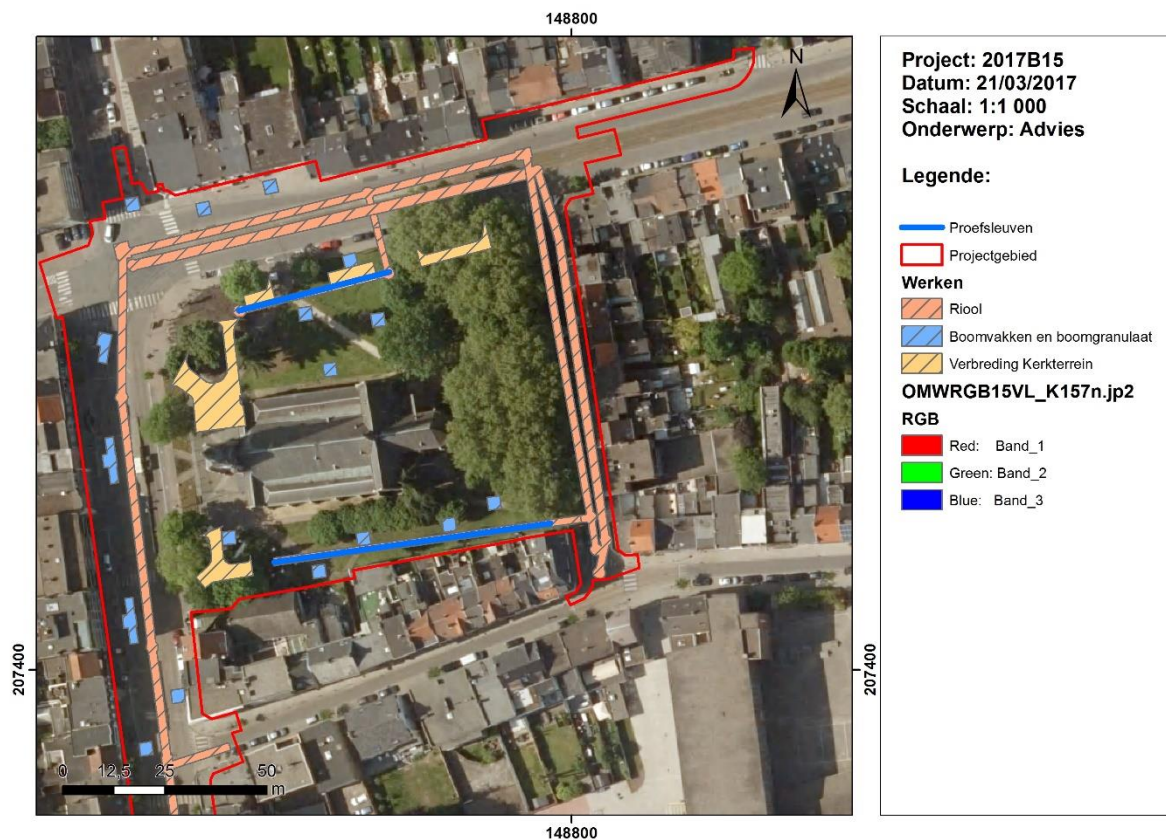 148800
N
207400
207400
0 12,5 25 50
m
148800
Project: 2017B15
Datum: 21/03/2017
Schaal: 1:1 000
Onderwerp: Advies
Legende:
Proefsleuven
Projectgebied
Werken
Riool
Boomvakken en boomgranulaat
Verbreding Kerkterrein
OMWRGB15VL_K157n.jp2
RGB
Red: Band_1
Green: Band_2
Blue: Band_3